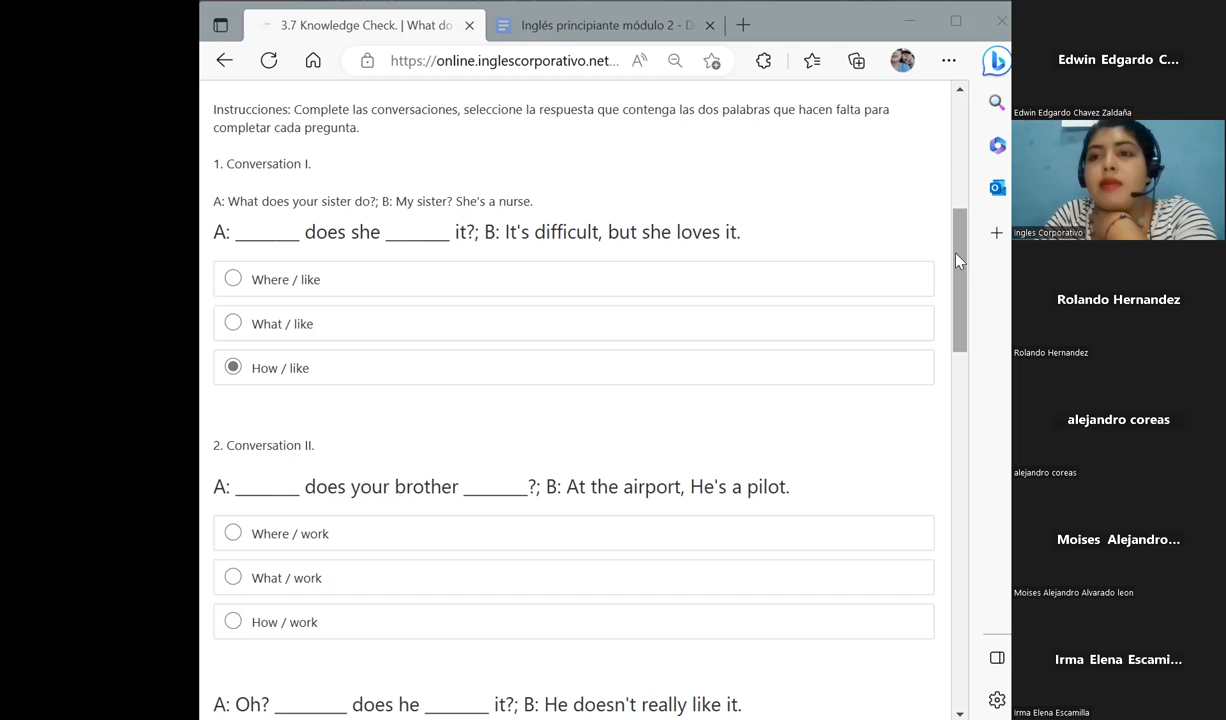 3.7 Knowledge Check. | What do
Inglés principiante módulo 2 - D
https://online.inglescorporativo.net...
Instrucciones: Complete las conversaciones, seleccione la respuesta que contenga las dos palabras que hacen falta para
completar cada pregunta.
1. Conversation I.
A: What does your sister do?; B: My sister? She's a nurse.
A: _______ does she _______ it?; B: It's difficult, but she loves it.
Where / like
What / like
How / like
2. Conversation II.
A: _______ does your brother _______?; B: At the airport, He's a pilot.
Where / work
What / work
How / work
A: Oh? ________ does he _______ it?; B: He doesn't really like it.
Edwin Edgardo C...
Edwin Edgardo Chavez Zaldaña
Ingles Corporativo
Rolando Hernandez
Rolando Hernandez
alejandro coreas
alejandro coreas
Moises Alejandro...
Moises Alejandro Alvarado leon
Irma Elena Escami...
Irma Elena Escamilla